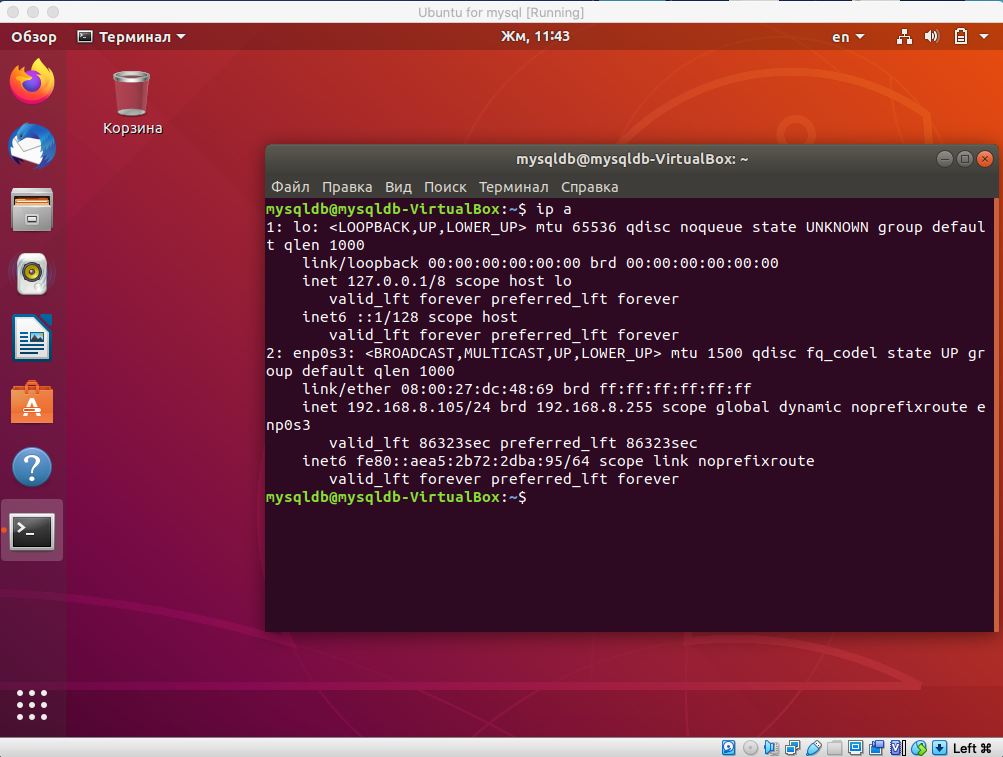 Ubuntu for mysql [Running]
Обзор Терминал Жм, 11:43 en
Корзина
mysqldb@mysqldb-VirtualBox: ~
Файл Правка Вид Поиск Терминал Справка
mysqldb@mysqldb-VirtualBox:~$ ip a
1: lo: <LOOPBACK,UP,LOWER_UP> mtu 65536 qdisc noqueue state UNKNOWN group defaul
t qlen 1000
link/loopback 00:00:00:00:00:00 brd 00:00:00:00:00:00
inet 127.0.0.1/8 scope host lo
valid_lft forever preferred_lft forever
inet6 ::1/128 scope host
valid_lft forever preferred_lft forever
2: enp0s3: <BROADCAST,MULTICAST,UP,LOWER_UP> mtu 1500 qdisc fq_codel state UP gr
oup default qlen 1000
link/ether 08:00:27:dc:48:69 brd ff:ff:ff:ff:ff:ff
inet 192.168.8.105/24 brd 192.168.8.255 scope global dynamic noprefixroute e
np0s3
valid_lft 86323sec preferred_lft 86323sec
inet6 fe80::aea5:2b72:2dba:95/64 scope link noprefixroute
valid_lft forever preferred_lft forever
mysqldb@mysqldb-VirtualBox:~$
Left ⌘